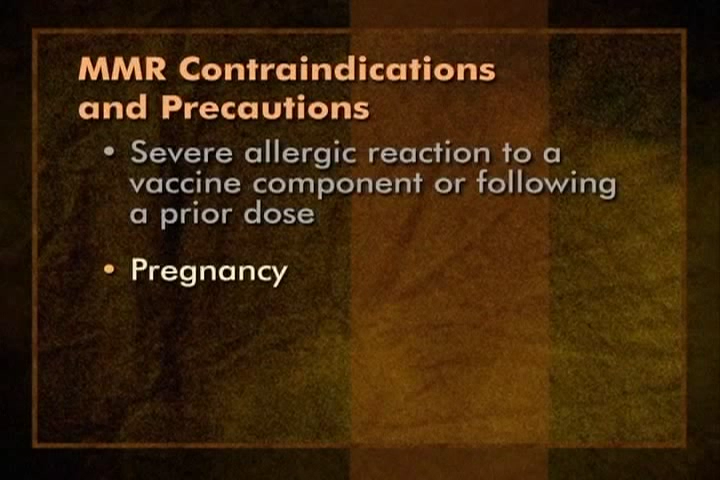 MMR Contraindications
and Precautions
• Severe allergic reaction to a
vaccine component or following
a prior dose
• Pregnancy